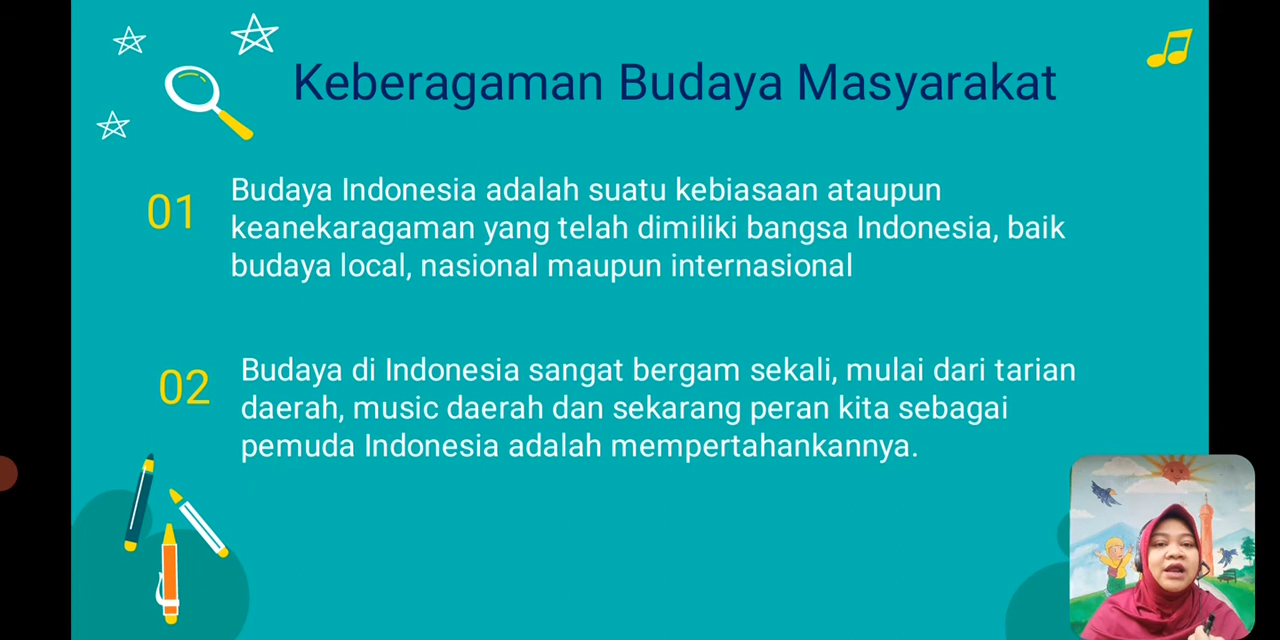 Keberagaman Budaya Masyarakat
01
Budaya Indonesia adalah suatu kebiasaan ataupun
keanekaragaman yang telah dimiliki bangsa Indonesia, baik
budaya local, nasional maupun internasional
02
Budaya di Indonesia sangat bergam sekali, mulai dari tarian
daerah, music daerah dan sekarang peran kita sebagai
pemuda Indonesia adalah mempertahankannya.